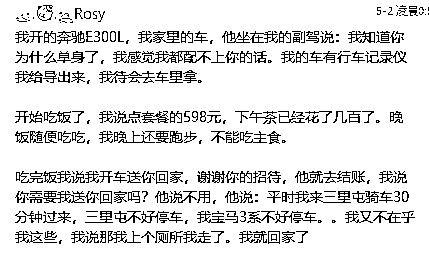 Rosy
5-2 凌晨0:5
我开的奔驰E300L，我家里的车，他坐在我的副驾说：我知道你
为什么单身了，我感觉我都配不上你的话。我的车有行车记录仪
我给导出来，我待会去车里拿。
开始吃饭了，我说点套餐的598元，下午茶已经花了几百了。晚
饭随便吃吃，我晚上还要跑步，不能吃主食。
吃完饭我说我开车送你回家，谢谢你的招待，他就去结账，我说
你需要我送你回家吗？他说不用，他说：平时我来三里屯骑车30
分钟过来，三里屯不好停车，我宝马3系不好停车。。我又不在乎
我这些，我说那我上个厕所我走了。我就回家了